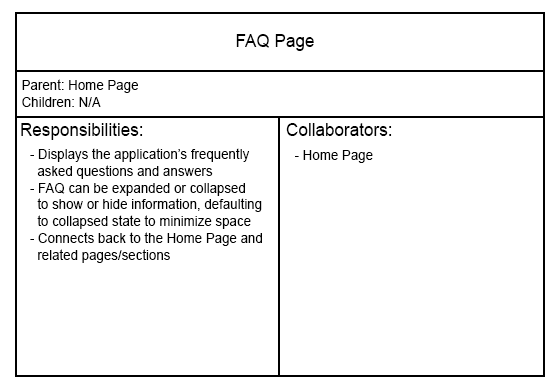 FAQ Page
Parent: Home Page
Children: N/A
Responsibilities:
- Displays the application's frequently
asked questions and answers
- FAQ can be expanded or collapsed
to show or hide information, defaulting
to collapsed state to minimize space
- Connects back to the Home Page and
related pages/sections
Collaborators:
- Home Page